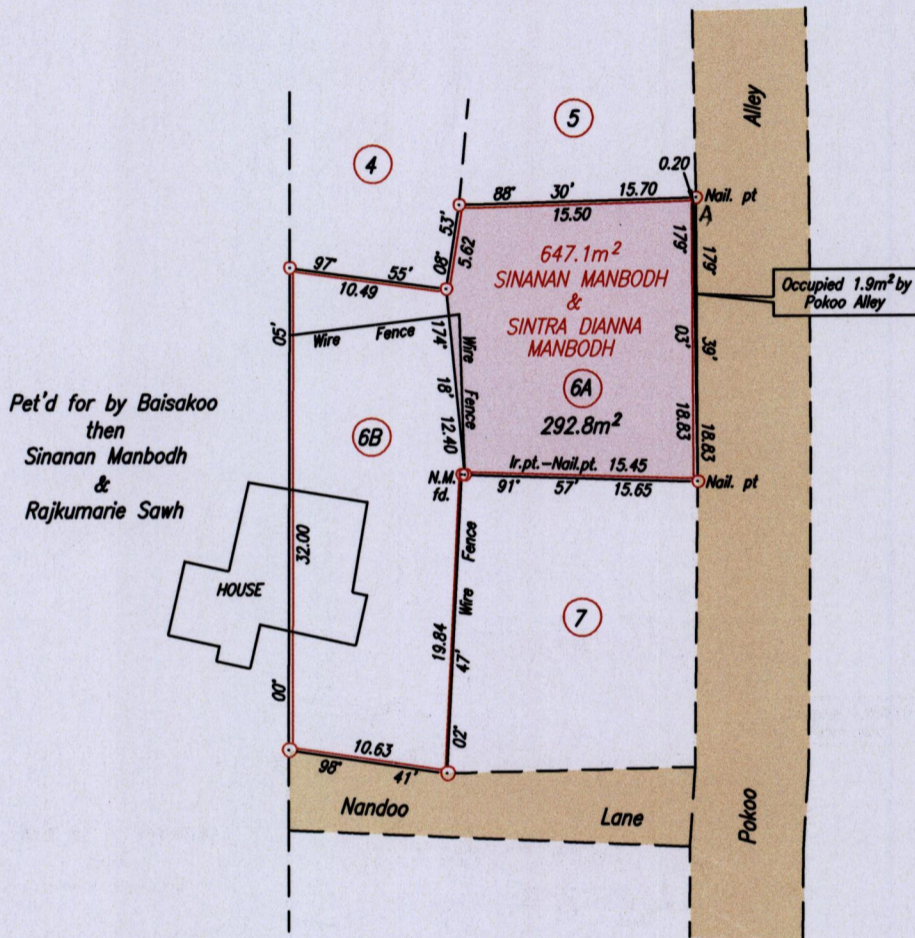 Alley
5
4
0.20
Nail. pt
A
88° 30' 15.70
15.50
53'
5.62
08°
647.1m²
SINANAN MANBODH
&
SINTRA DIANNA
MANBODH
6A
292.8m²
179°
03'
18.83
179°
39'
18.83
Occupied 1.9m² by
Pokoo Alley
97° 55'
10.49
05'
Wire Fence
174°
18'
12.40
Wire Fence
Pet'd for by Baisakoo
then
Sinanan Manbodh
&
Rajkumarie Sawh
6B
Ir.pt.-Nail.pt. 15.45
N.M.
fd.
91° 57' 15.65
Nail. pt
32.00
HOUSE
Wire Fence
19.84
47'
02°
7
00°
10.63
98° 41'
Nandoo Lane
Pokoo